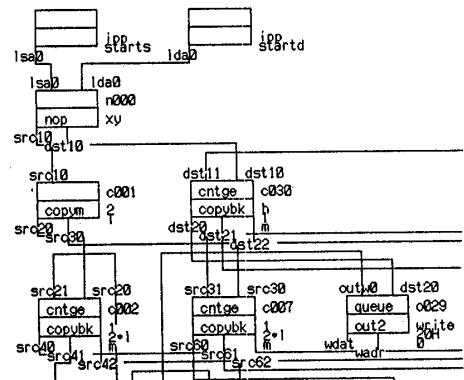 ipp
starts
ipp
startd
lsa0
lda0
lsa0
lda0
n000
nop
xy
src10
dst10
src10
c001
copym
2
dst11
dst10
cntge
c030
copybk
h
1
m
src20
src30
dst20
dst21
dst22
src21
src20
cntge
c002
copybk
1
2*1
m
src40
src41
src42
src31
src30
cntge
c007
copybk
1
2*1
m
src60
src61
src62
outw0
dst20
queue
c029
out2
write
20H
0
wdat
wadr